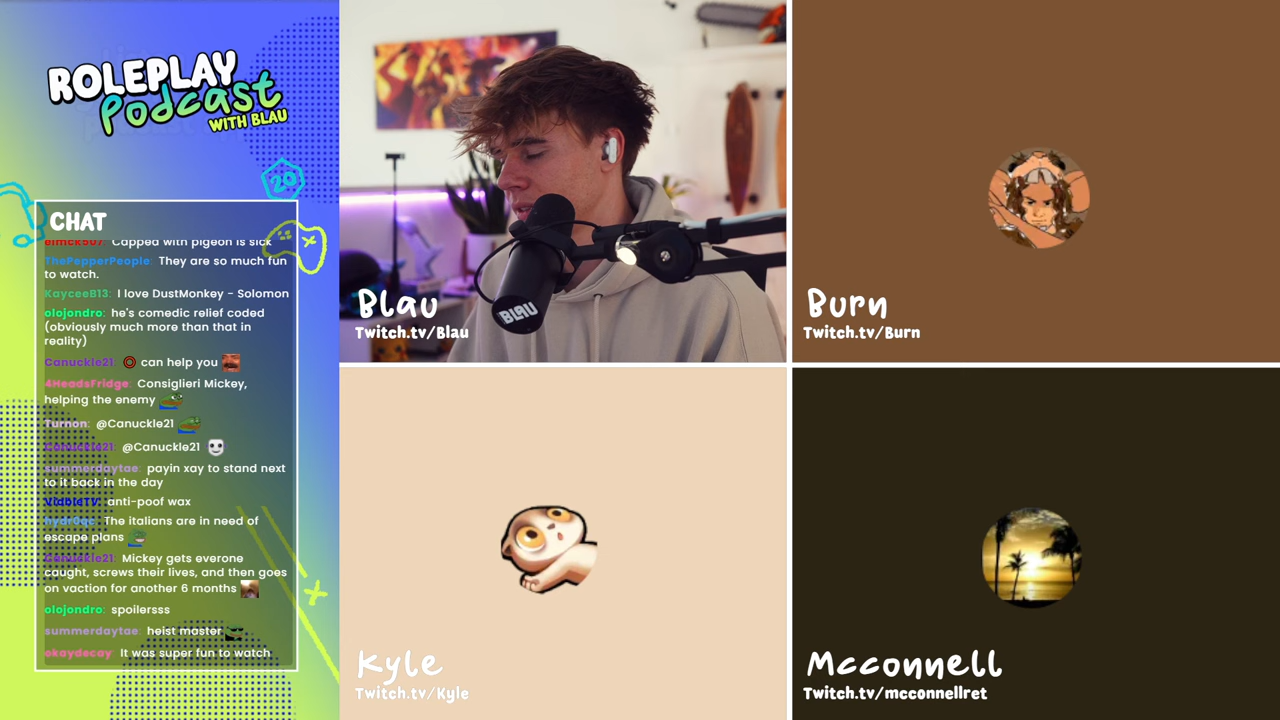 ROLEPLAY
Podcast
WITH BLAU
20
CHAT
elmck507: Capped with pigeon is sick
ThePepperPeople: They are so much fun
to watch.
KayceeB13: I love DustMonkey - Solomon
olojondro: he's comedic relief coded
(obviously much more than that in
reality)
Canuckle21: can help you
4HeadsFridge: Consiglieri Mickey,
helping the enemy
Turnon: @Canuckle21
Canuckle21: @Canuckle21
summerdaytae: payin xay to stand next
to it back in the day
ViableTV: anti-poof wax
hydr0qc: The italians are in need of
escape plans
Canuckle21: Mickey gets everone
caught, screws their lives, and then goes
on vaction for another 6 months
olojondro: spoilersss
summerdaytae: heist master
okaydecay: It was super fun to watch
BLAU
Blau
Twitch.tv/Blau
Burn
Twitch.tv/Burn
Kyle
Twitch.tv/Kyle
Mcconnell
Twitch.tv/mcconnellret